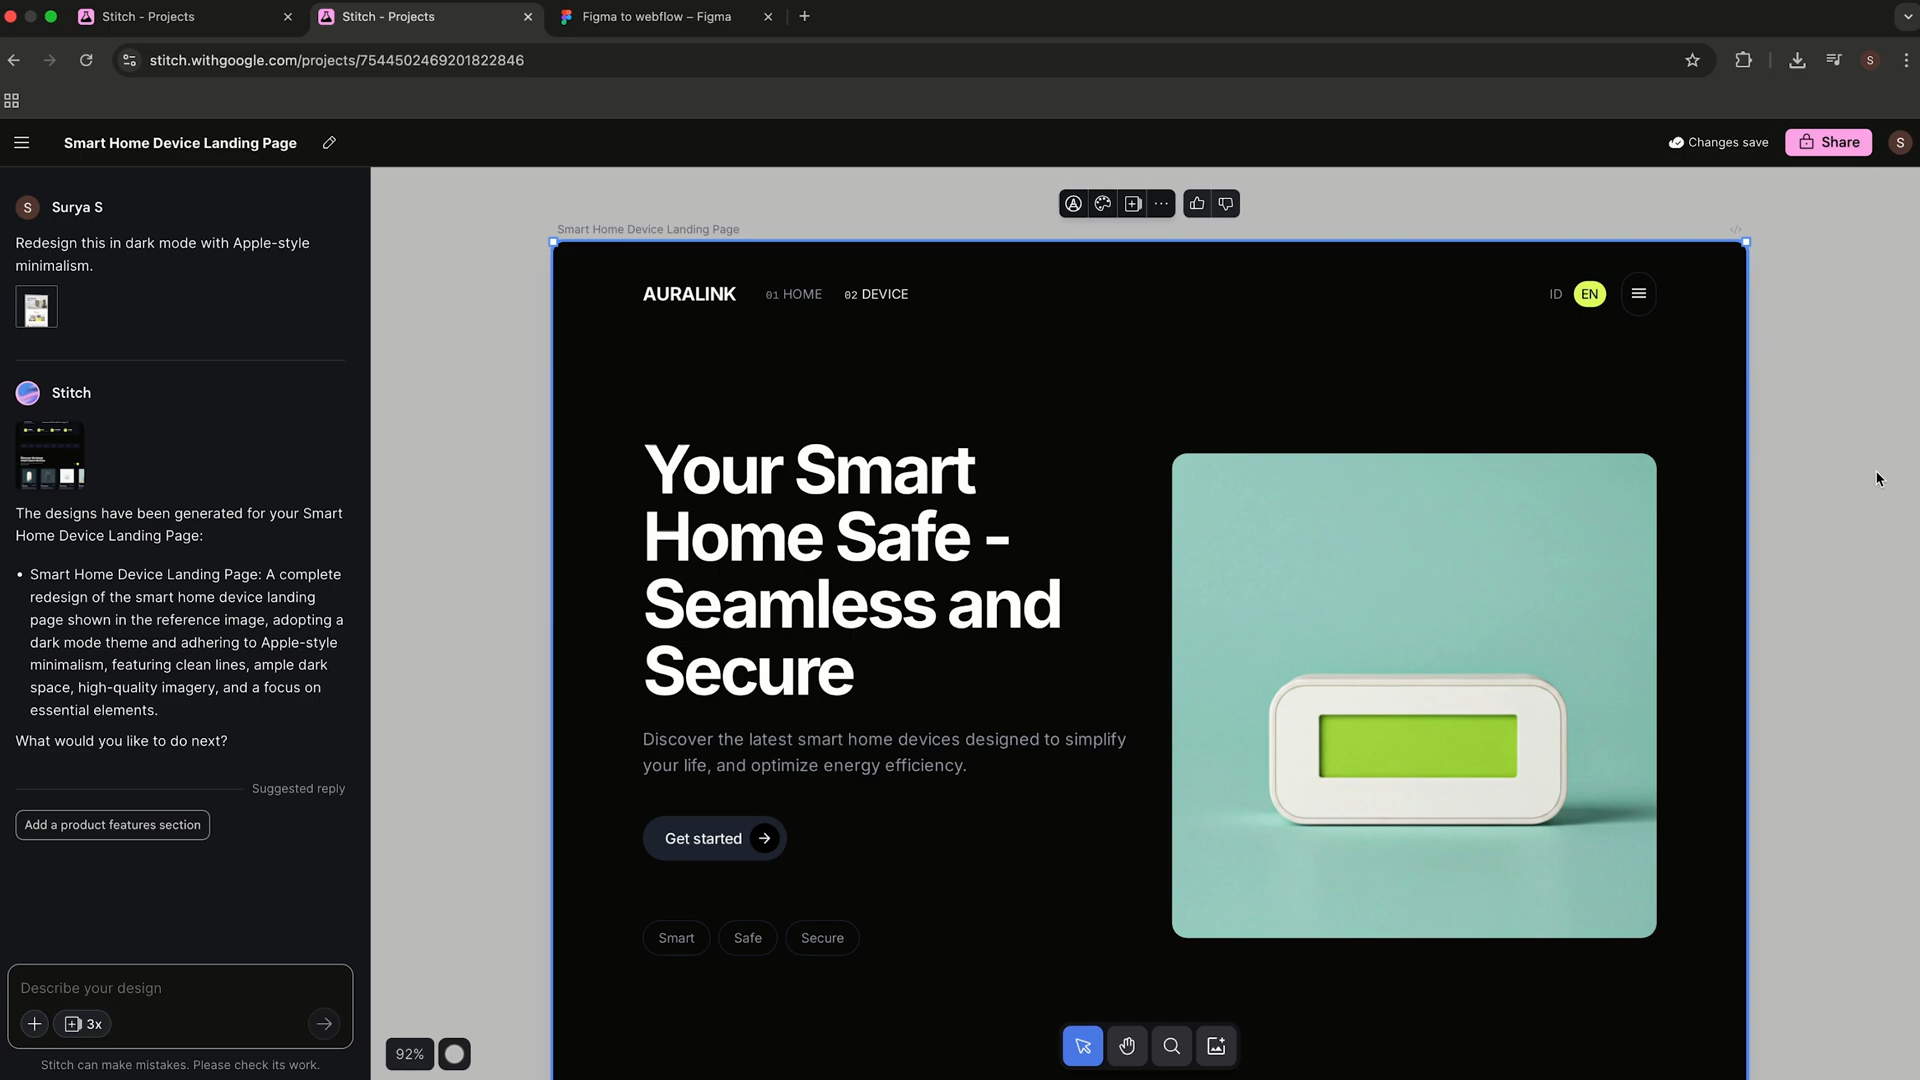 Stitch - Projects
Stitch - Projects
Figma to webflow – Figma
stitch.withgoogle.com/projects/7544502469201822846
S
Smart Home Device Landing Page
Changes save
Share
S
S
Surya S
Redesign this in dark mode with Apple-style
minimalism.
Stitch
The designs have been generated for your Smart
Home Device Landing Page:
• Smart Home Device Landing Page: A complete
redesign of the smart home device landing
page shown in the reference image, adopting a
dark mode theme and adhering to Apple-style
minimalism, featuring clean lines, ample dark
space, high-quality imagery, and a focus on
essential elements.
What would you like to do next?
Suggested reply
Add a product features section
Describe your design
3x
Stitch can make mistakes. Please check its work.
Smart Home Device Landing Page
AURALINK
01 HOME
02 DEVICE
ID
EN
Your Smart
Home Safe -
Seamless and
Secure
Discover the latest smart home devices designed to simplify
your life, and optimize energy efficiency.
Get started
Smart
Safe
Secure
92%